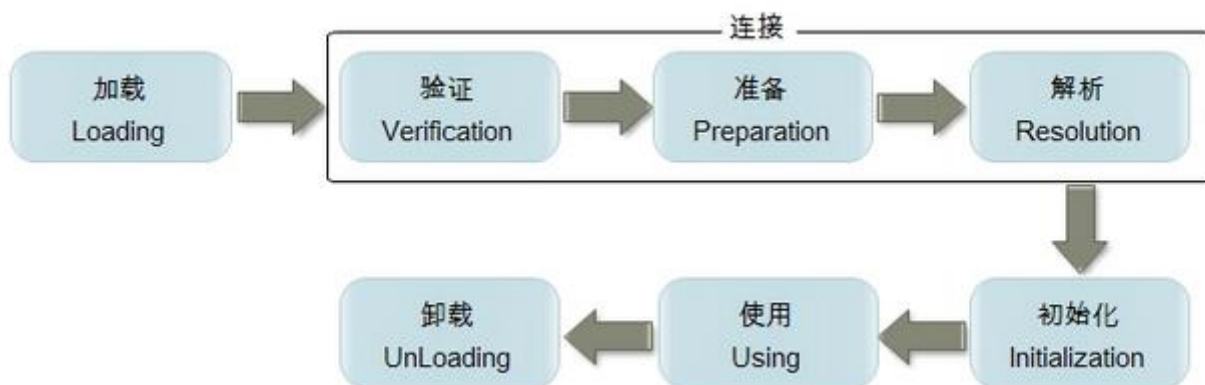 连接
加载
Loading
验证
Verification
准备
Preparation
解析
Resolution
卸载
UnLoading
使用
Using
初始化
Initialization